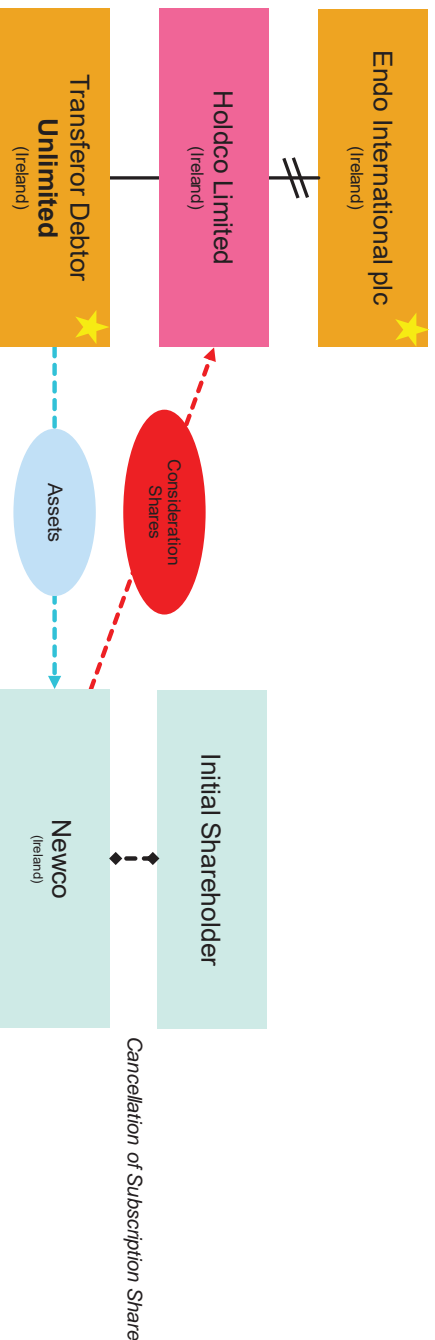 Endo International plc
(Ireland)
Holdco Limited
(Ireland)
Consideration
Shares
Initial Shareholder
Cancellation of Subscription Share
Transferor Debtor
Unlimited
(Ireland)
Assets
Newco
(Ireland)